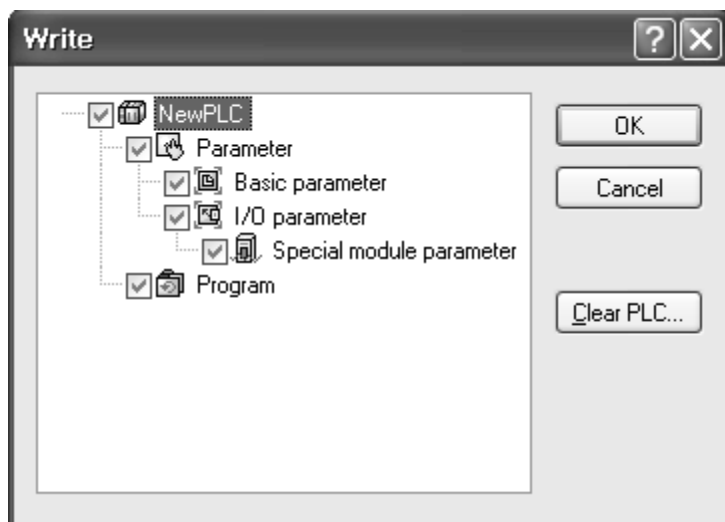 Write
NewPLC
OK
Parameter
Basic parameter
Cancel
I/O parameter
Special module parameter
Program
Clear PLC...